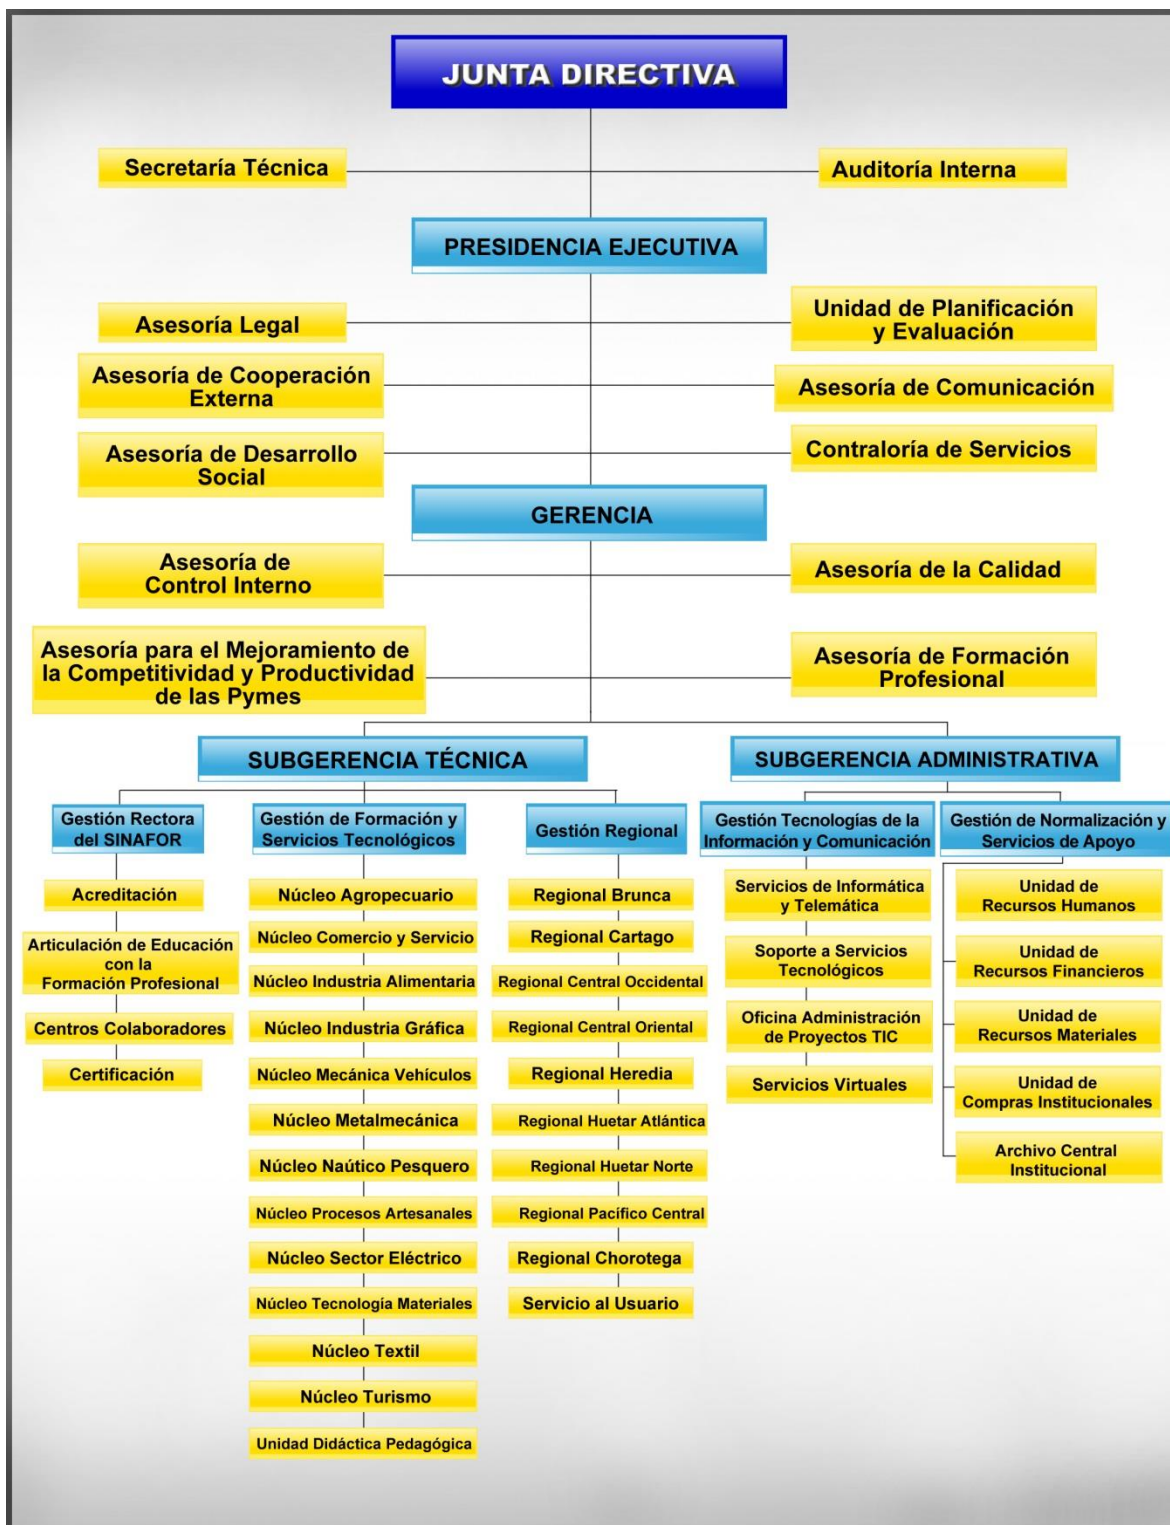 JUNTA DIRECTIVA
Secretaría Técnica
Auditoría Interna
PRESIDENCIA EJECUTIVA
Asesoría Legal
Unidad de Planificación
y Evaluación
Asesoría de Cooperación
Externa
Asesoría de Comunicación
Asesoría de Desarrollo
Social
Contraloría de Servicios
GERENCIA
Asesoría de
Control Interno
Asesoría de la Calidad
Asesoría para el Mejoramiento de
la Competitividad y Productividad
de las Pymes
Asesoría de Formación
Profesional
SUBGERENCIA TÉCNICA
SUBGERENCIA ADMINISTRATIVA
Gestión Rectora
del SINAFOR
Acreditación
Articulación de Educación
con la
Formación Profesional
Centros Colaboradores
Certificación
Gestión de Formación y
Servicios Tecnológicos
Núcleo Agropecuario
Núcleo Comercio y Servicio
Núcleo Industria Alimentaria
Núcleo Industria Gráfica
Núcleo Mecánica Vehículos
Núcleo Metalmecánica
Núcleo Naútico Pesquero
Núcleo Procesos Artesanales
Núcleo Sector Eléctrico
Núcleo Tecnología Materiales
Núcleo Textil
Núcleo Turismo
Unidad Didáctica Pedagógica
Gestión Regional
Regional Brunca
Regional Cartago
Regional Central Occidental
Regional Central Oriental
Regional Heredia
Regional Huetar Atlántica
Regional Huetar Norte
Regional Pacífico Central
Regional Chorotega
Servicio al Usuario
Gestión Tecnologías de la
Información y Comunicación
Servicios de Informática
y Telemática
Soporte a Servicios
Tecnológicos
Oficina Administración
de Proyectos TIC
Servicios Virtuales
Gestión de Normalización y
Servicios de Apoyo
Unidad de
Recursos Humanos
Unidad de
Recursos Financieros
Unidad de
Recursos Materiales
Unidad de
Compras Institucionales
Archivo Central
Institucional